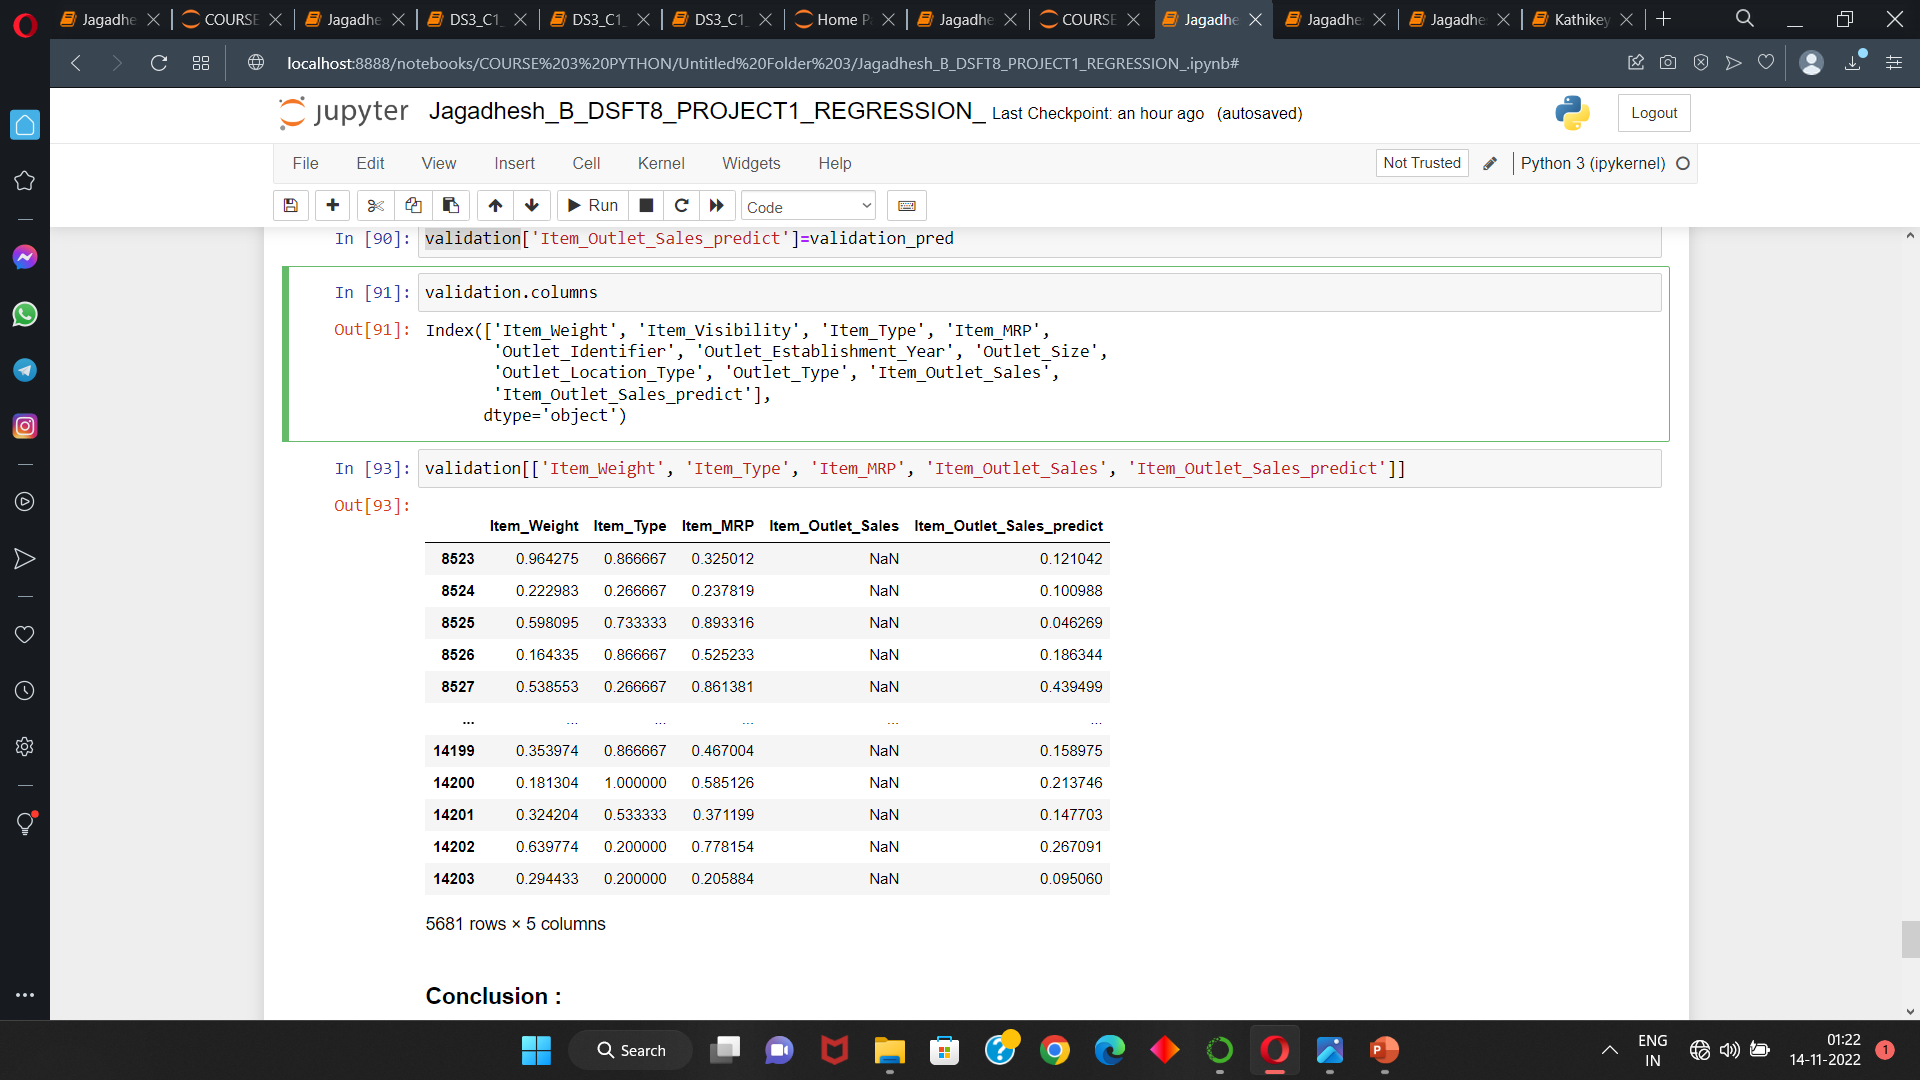 Jagadhe
COURSE
Jagadhe
DS3_C1_
DS3_C1_
DS3_C1_
Home P
Jagadhe
COURSE
Jagadhe
Jagadhe
Jagadhe
Kathikey
localhost:8888/notebooks/COURSE%203%20PYTHON/Untitled%20Folder%203/Jagadhesh_B_DSFT8_PROJECT1_REGRESSION_.ipynb#
jupyter Jagadhesh_B_DSFT8_PROJECT1_REGRESSION_ Last Checkpoint: an hour ago (autosaved)
Logout
File Edit View Insert Cell Kernel Widgets Help
Not Trusted Python 3 (ipykernel)
Run Code
In [90]: validation['Item_Outlet_Sales_predict']=validation_pred
In [91]: validation.columns
Out[91]: Index(['Item_Weight', 'Item_Visibility', 'Item_Type', 'Item_MRP',
'Outlet_Identifier', 'Outlet_Establishment_Year', 'Outlet_Size',
'Outlet_Location_Type', 'Outlet_Type', 'Item_Outlet_Sales',
'Item_Outlet_Sales_predict'],
dtype='object')
In [93]: validation[['Item_Weight', 'Item_Type', 'Item_MRP', 'Item_Outlet_Sales', 'Item_Outlet_Sales_predict']]
Out[93]:
Item_Weight Item_Type Item_MRP Item_Outlet_Sales Item_Outlet_Sales_predict
8523 0.964275 0.866667 0.325012 NaN 0.121042
8524 0.222983 0.266667 0.237819 NaN 0.100988
8525 0.598095 0.733333 0.893316 NaN 0.046269
8526 0.164335 0.866667 0.525233 NaN 0.186344
8527 0.538553 0.266667 0.861381 NaN 0.439499
... ... ... ... ... ...
14199 0.353974 0.866667 0.467004 NaN 0.158975
14200 0.181304 1.000000 0.585126 NaN 0.213746
14201 0.324204 0.533333 0.371199 NaN 0.147703
14202 0.639774 0.200000 0.778154 NaN 0.267091
14203 0.294433 0.200000 0.205884 NaN 0.095060
5681 rows × 5 columns
Conclusion :
Search
ENG
IN
01:22
14-11-2022
1